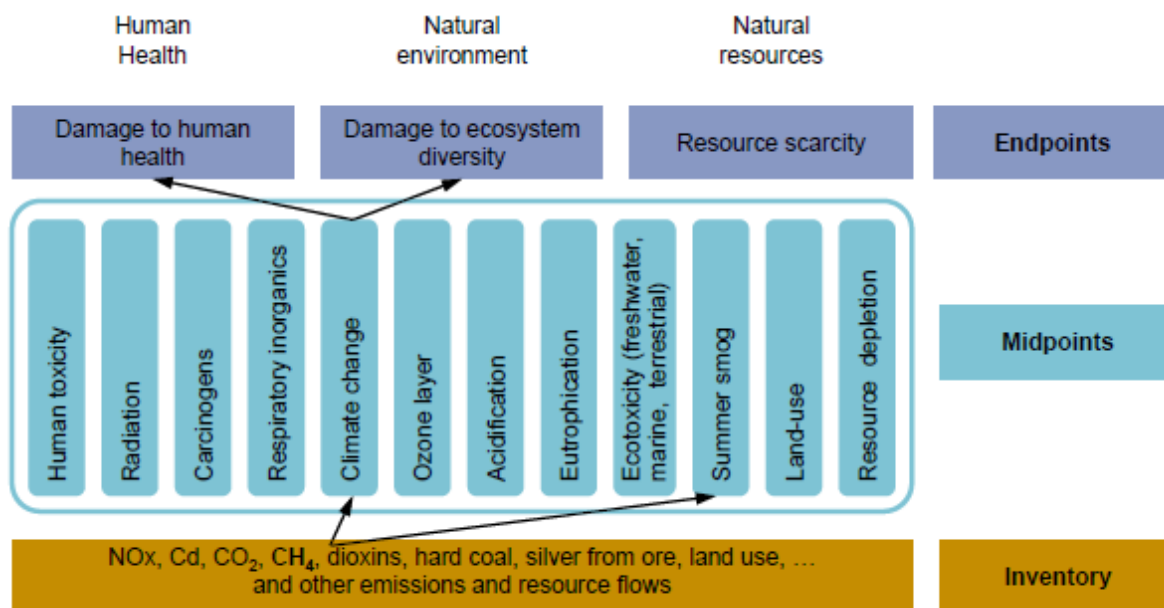 Human
Health
Natural
environment
Natural
resources
Damage to human
health
Damage to ecosystem
diversity
Resource scarcity
Endpoints
Human toxicity
Radiation
Carcinogens
Respiratory inorganics
Climate change
Ozone layer
Acidification
Eutrophication
Ecotoxicity (freshwater,
marine, terrestrial)
Summer smog
Land-use
Resource depletion
Midpoints
NOx, Cd, CO₂, CH₄, dioxins, hard coal, silver from ore, land use, …
and other emissions and resource flows
Inventory